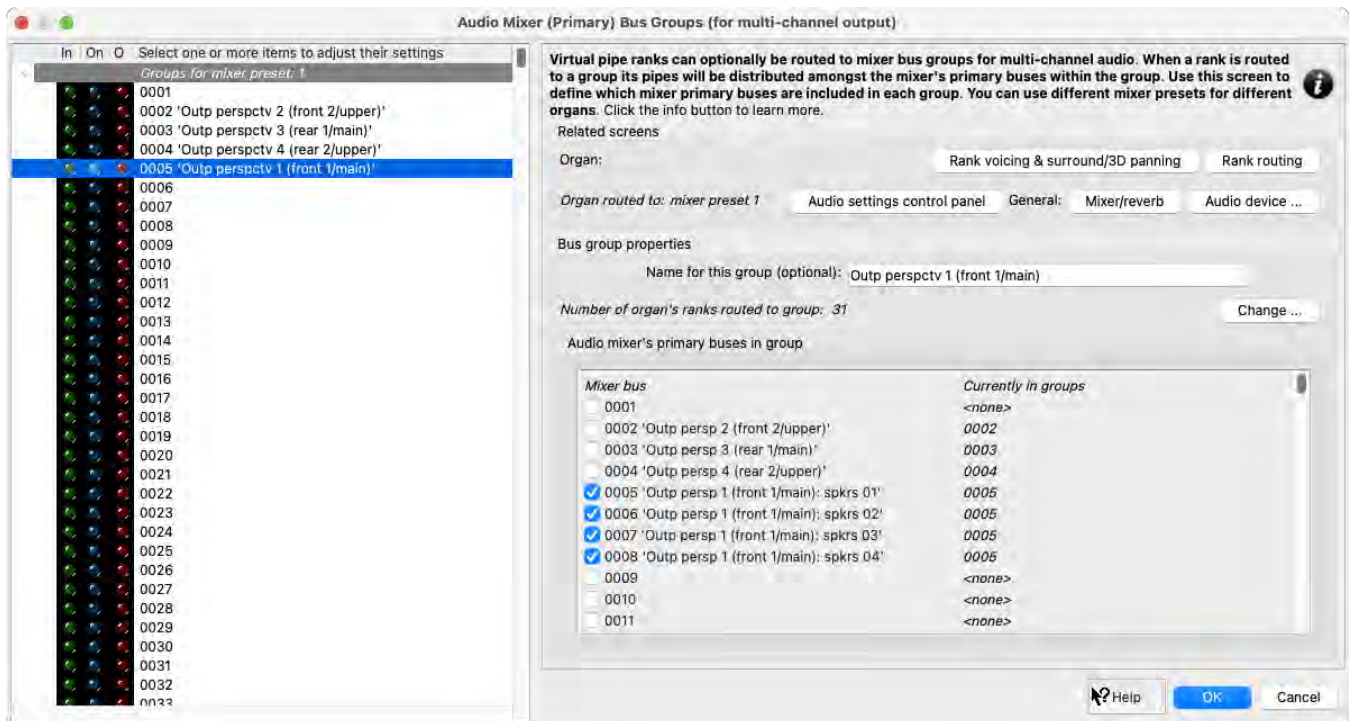 Audio Mixer (Primary) Bus Groups (for multi-channel output)
In On O Select one or more items to adjust their settings
Groups for mixer preset: 1
0001
0002 'Outp perspctv 2 (front 2/upper)'
0003 'Outp perspctv 3 (rear 1/main)'
0004 'Outp perspctv 4 (rear 2/upper)'
0005 'Outp perspctv 1 (front 1/main)'
0006
0007
0008
0009
0010
0011
0012
0013
0014
0015
0016
0017
0018
0019
0020
0021
0022
0023
0024
0025
0026
0027
0028
0029
0030
0031
0032
0033
Virtual pipe ranks can optionally be routed to mixer bus groups for multi-channel audio. When a rank is routed
to a group its pipes will be distributed amongst the mixer's primary buses within the group. Use this screen to
define which mixer primary buses are included in each group. You can use different mixer presets for different
organs. Click the info button to learn more.
Related screens
Organ: Rank voicing & surround/3D panning Rank routing
Organ routed to: mixer preset 1 Audio settings control panel General: Mixer/reverb Audio device ...
Bus group properties
Name for this group (optional): Outp perspctv 1 (front 1/main)
Number of organ's ranks routed to group: 31 Change ...
Audio mixer's primary buses in group
Mixer bus Currently in groups
0001 <none>
0002 'Outp persp 2 (front 2/upper)' 0002
0003 'Outp persp 3 (rear 1/main)' 0003
0004 'Outp persp 4 (rear 2/upper)' 0004
0005 'Outp persp 1 (front 1/main): spkrs 01' 0005
0006 'Outp persp 1 (front 1/main): spkrs 02' 0005
0007 'Outp persp 1 (front 1/main): spkrs 03' 0005
0008 'Outp persp 1 (front 1/main): spkrs 04' 0005
0009 <none>
0010 <none>
0011 <none>
Help OK Cancel